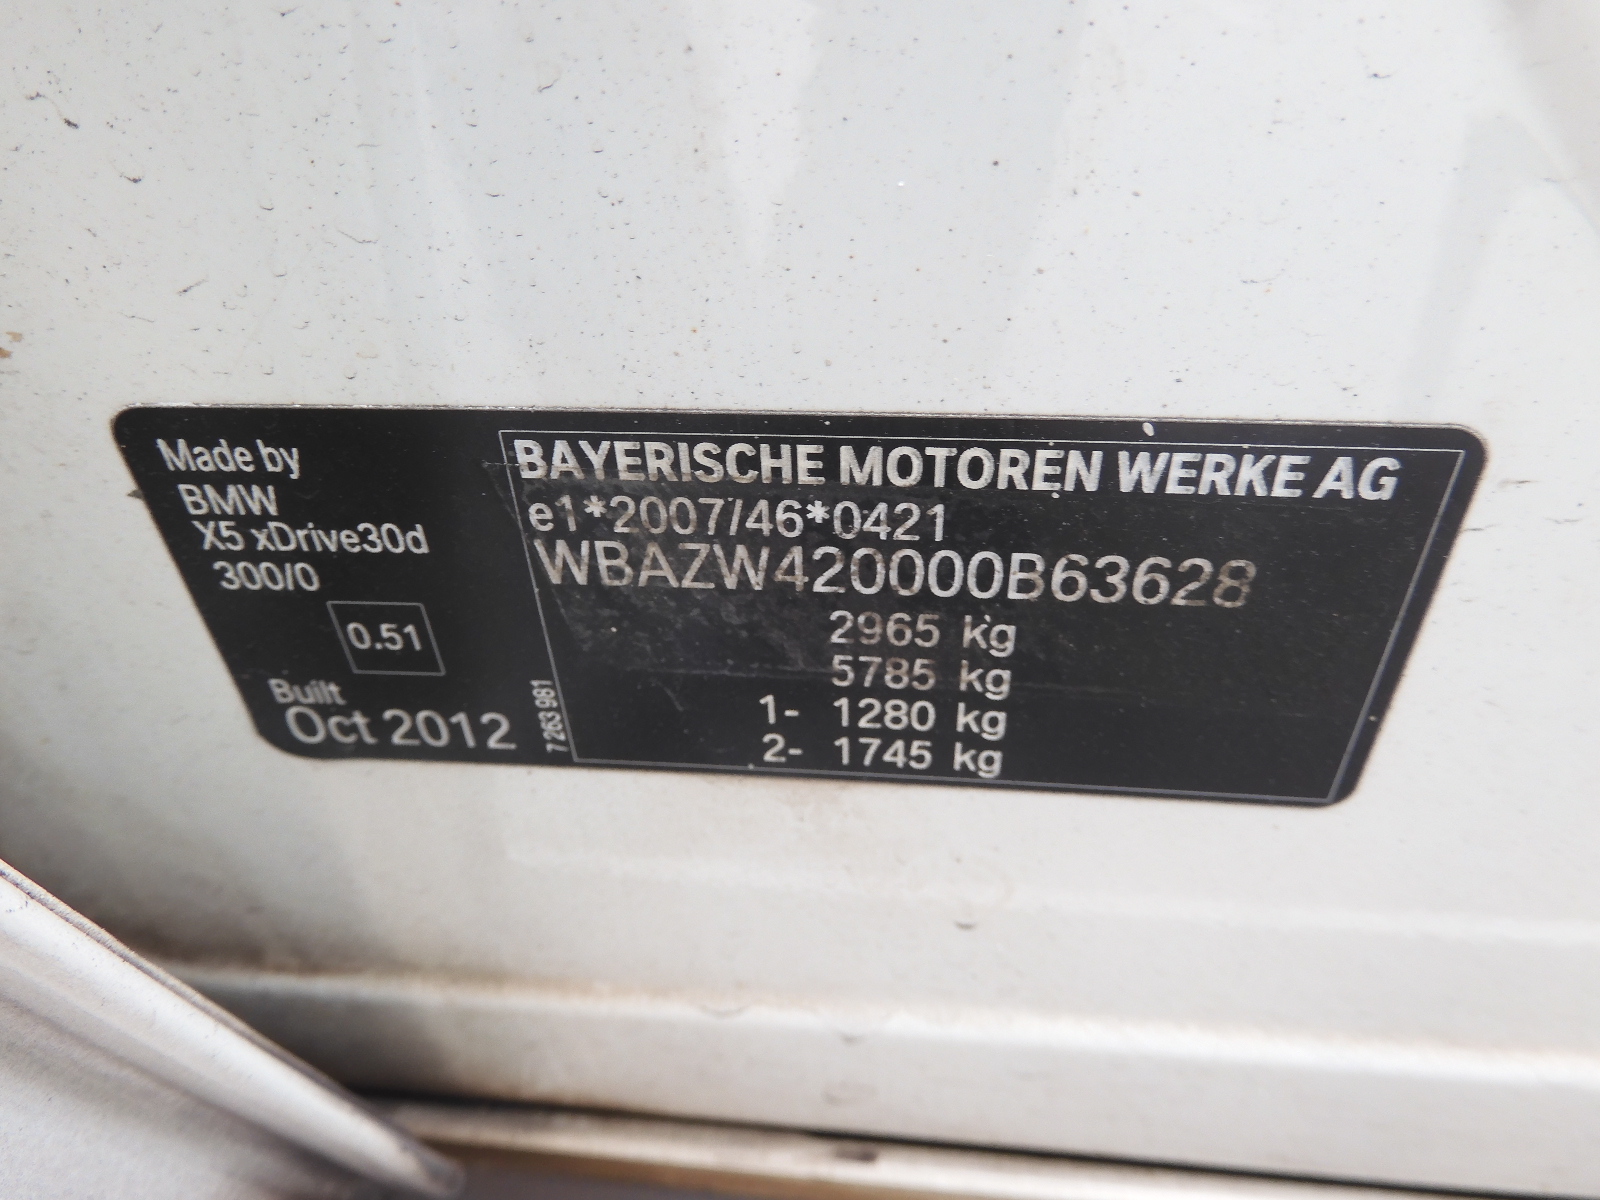 Made by
BMW
X5 xDrive30d
300/0
0.51
Built
Oct 2012
7 263 981
BAYERISCHE MOTOREN WERKE AG
e1*2007/46*0421
WBAZW420000B63628
2965 kg
5785 kg
1- 1280 kg
2- 1745 kg